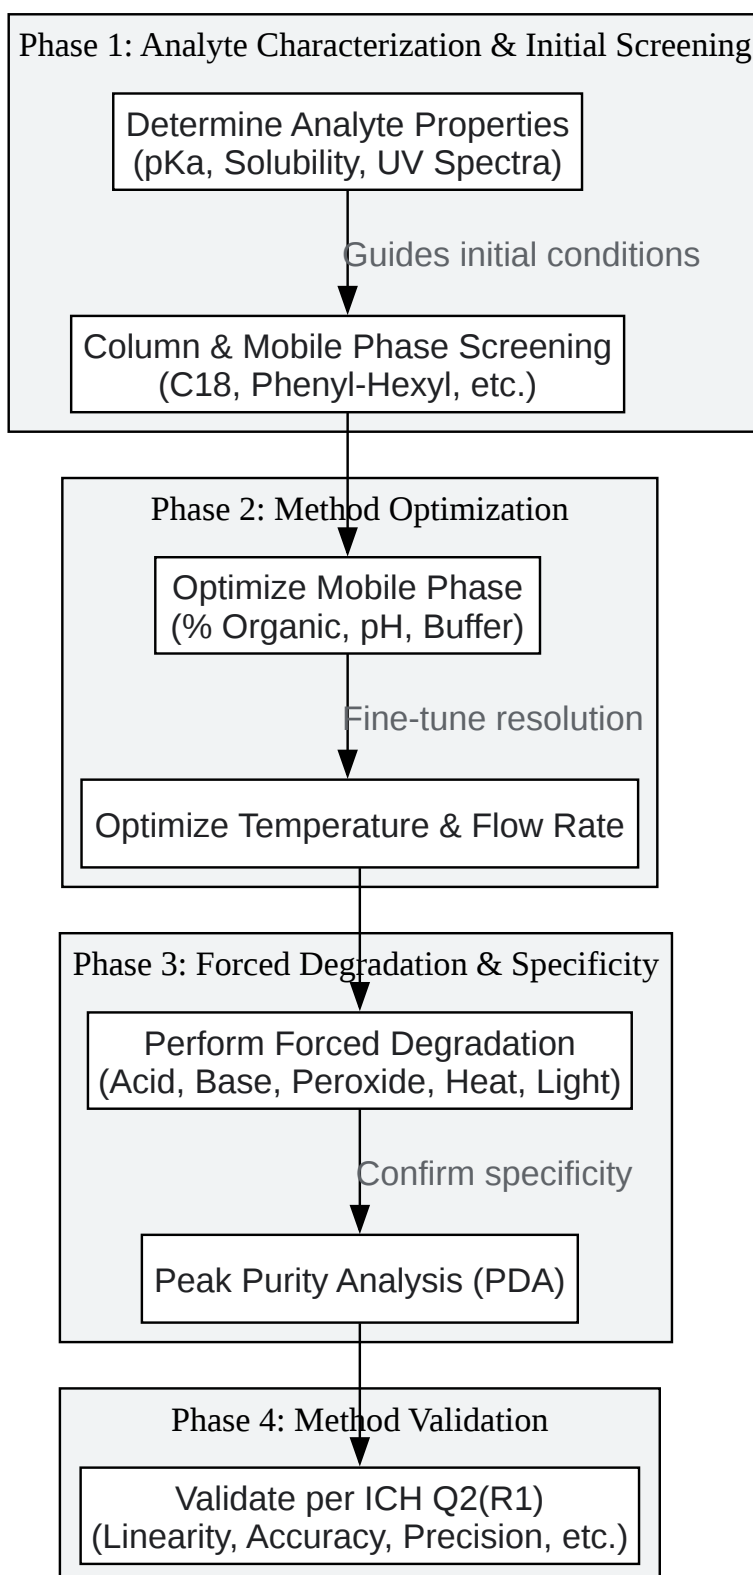 Phase 1: Analyte Characterization & Initial Screening
Determine Analyte Properties
(pKa, Solubility, UV Spectra)
Guides initial conditions
Column & Mobile Phase Screening
(C18, Phenyl-Hexyl, etc.)
Phase 2: Method Optimization
Optimize Mobile Phase
(% Organic, pH, Buffer)
Fine-tune resolution
Optimize Temperature & Flow Rate
Phase 3: Forced Degradation & Specificity
Perform Forced Degradation
(Acid, Base, Peroxide, Heat, Light)
Confirm specificity
Peak Purity Analysis (PDA)
Phase 4: Method Validation
Validate per ICH Q2(R1)
(Linearity, Accuracy, Precision, etc.)